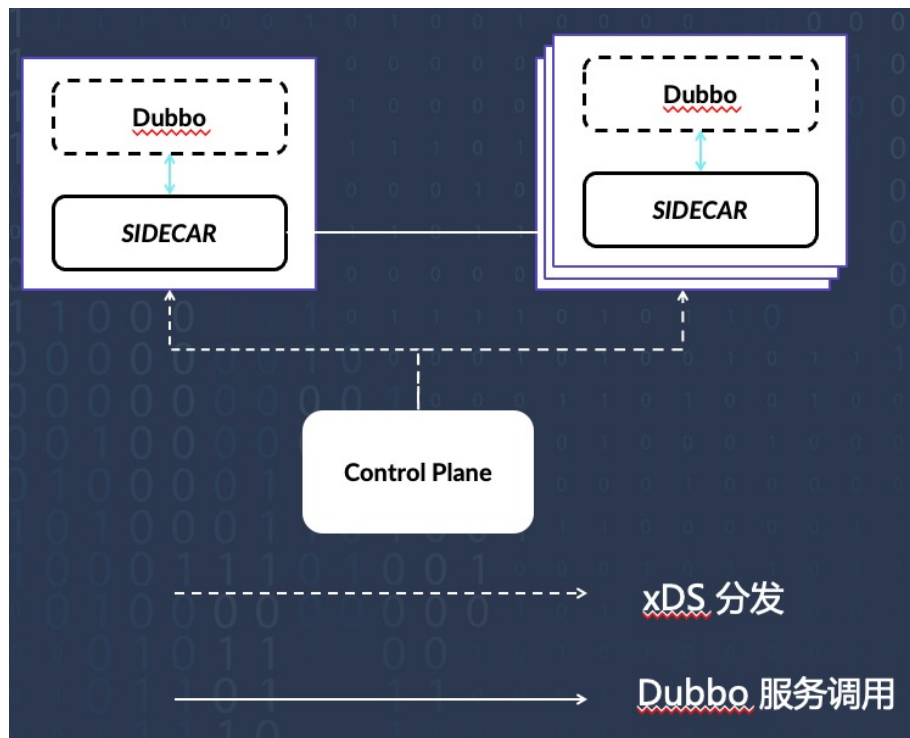 Dubbo
SIDECAR
Dubbo
SIDECAR
Control Plane
xDS 分发
Dubbo 服务调用